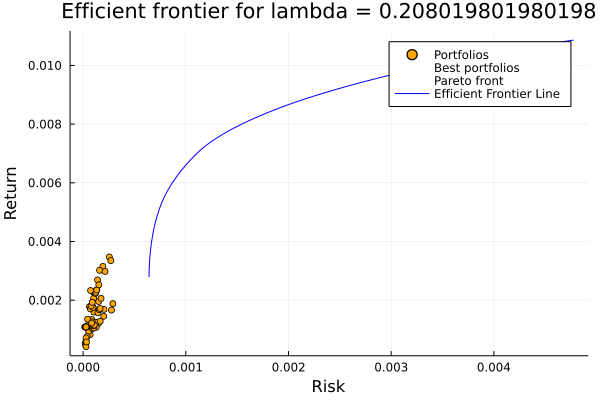 Efficient frontier for lambda = 0.208019801980198
Portfolios
Best portfolios
Pareto front
Efficient Frontier Line
Return
0.010
0.008
0.006
0.004
0.002
0.000 0.001 0.002 0.003 0.004
Risk